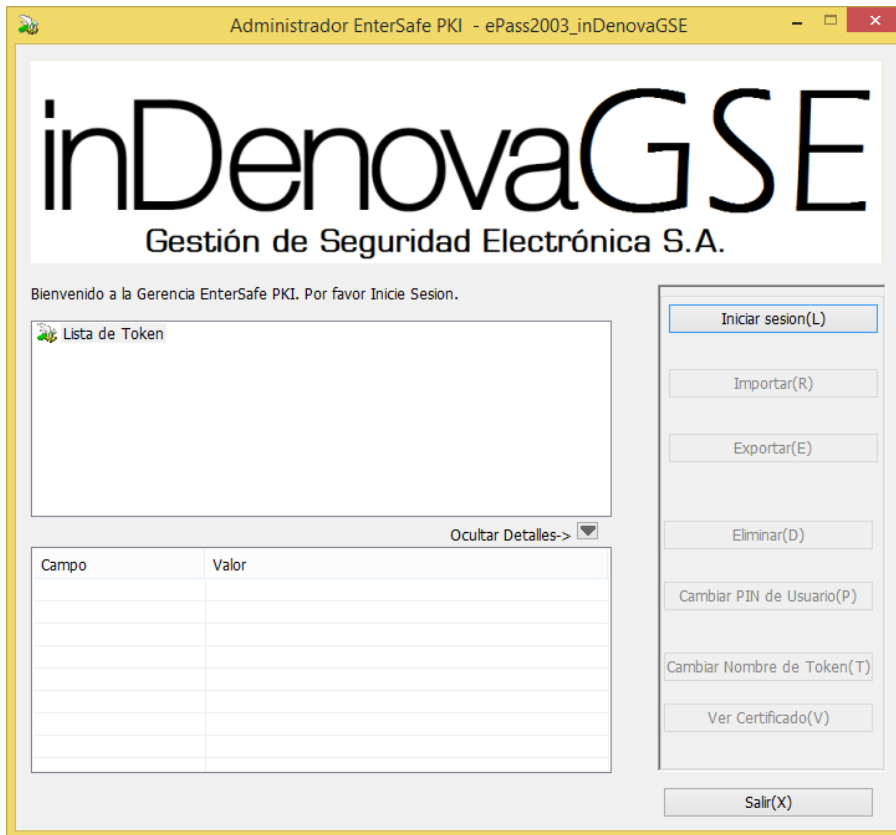 Administrador EnterSafe PKI - ePass2003_inDenovaGSE
inDenovaGSE
Gestión de Seguridad Electrónica S.A.
Bienvenido a la Gerencia EnterSafe PKI. Por favor Inicie Sesion.
Lista de Token
Ocultar Detalles->
Campo Valor
Iniciar sesion(L)
Importar(R)
Exportar(E)
Eliminar(D)
Cambiar PIN de Usuario(P)
Cambiar Nombre de Token(T)
Ver Certificado(V)
Salir(X)